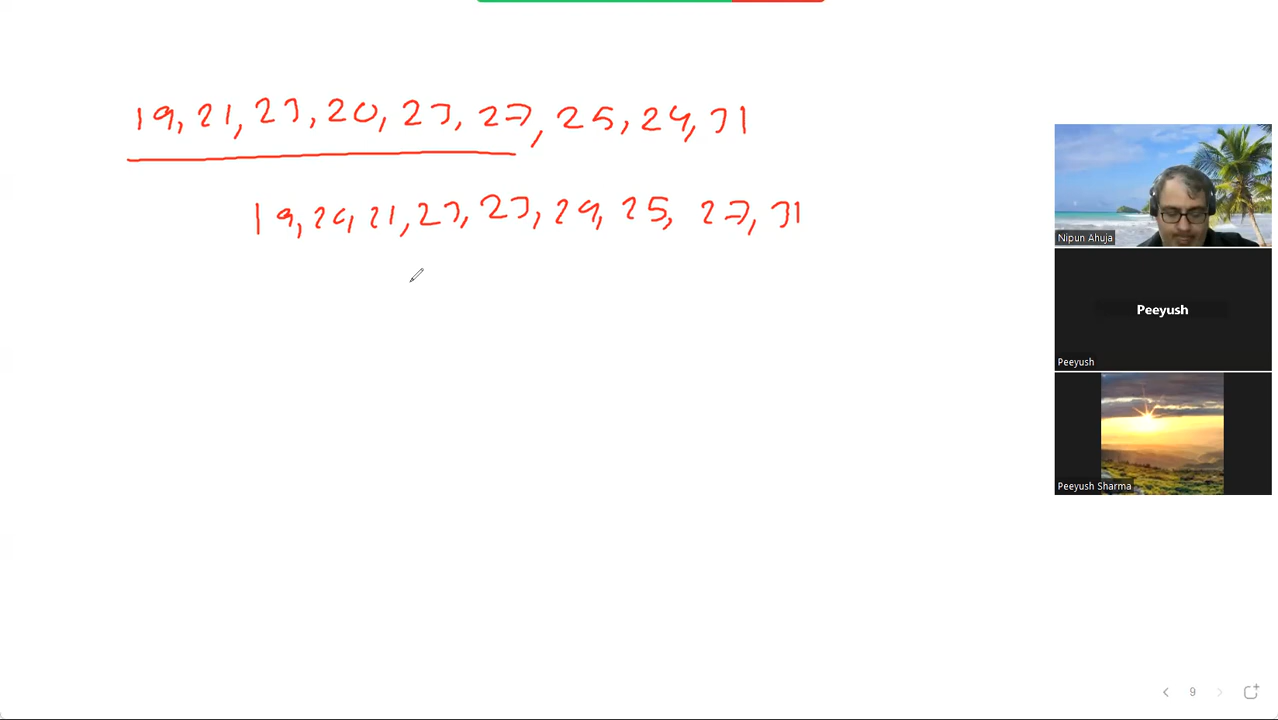 19, 21, 23, 20, 23, 27, 25, 24, 31
19, 20, 21, 23, 23, 24, 25, 27, 31
Nipun Ahuja
Peeyush
Peeyush
Peeyush Sharma
9